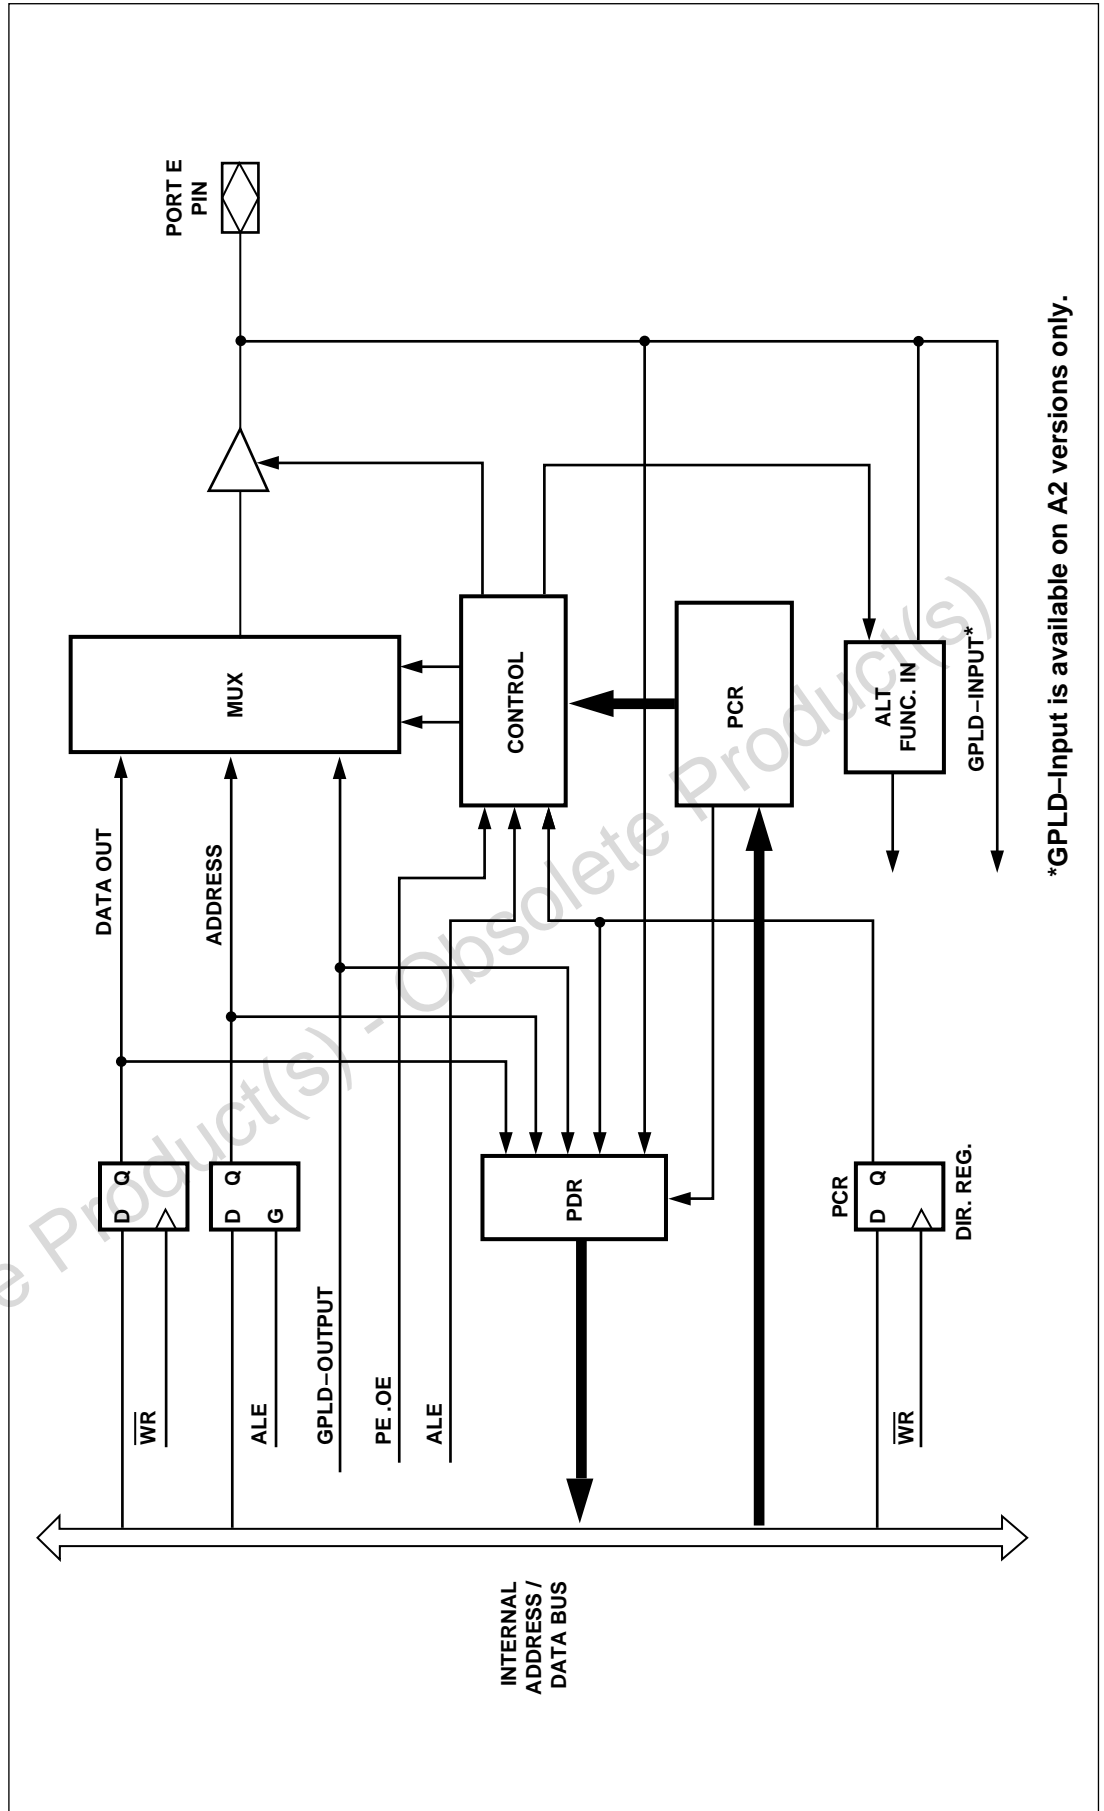 PORT E
PIN
DATA OUT
ADDRESS
MUX
D Q
WR
D Q
G
ALE
GPLD–OUTPUT
PE .OE
ALE
CONTROL
INTERNAL
ADDRESS /
DATA BUS
PDR
PCR
PCR
D Q
DIR. REG.
WR
ALT
FUNC. IN
GPLD–INPUT*
*GPLD–Input is available on A2 versions only.
e Product(s) - Obsolete Product(s)